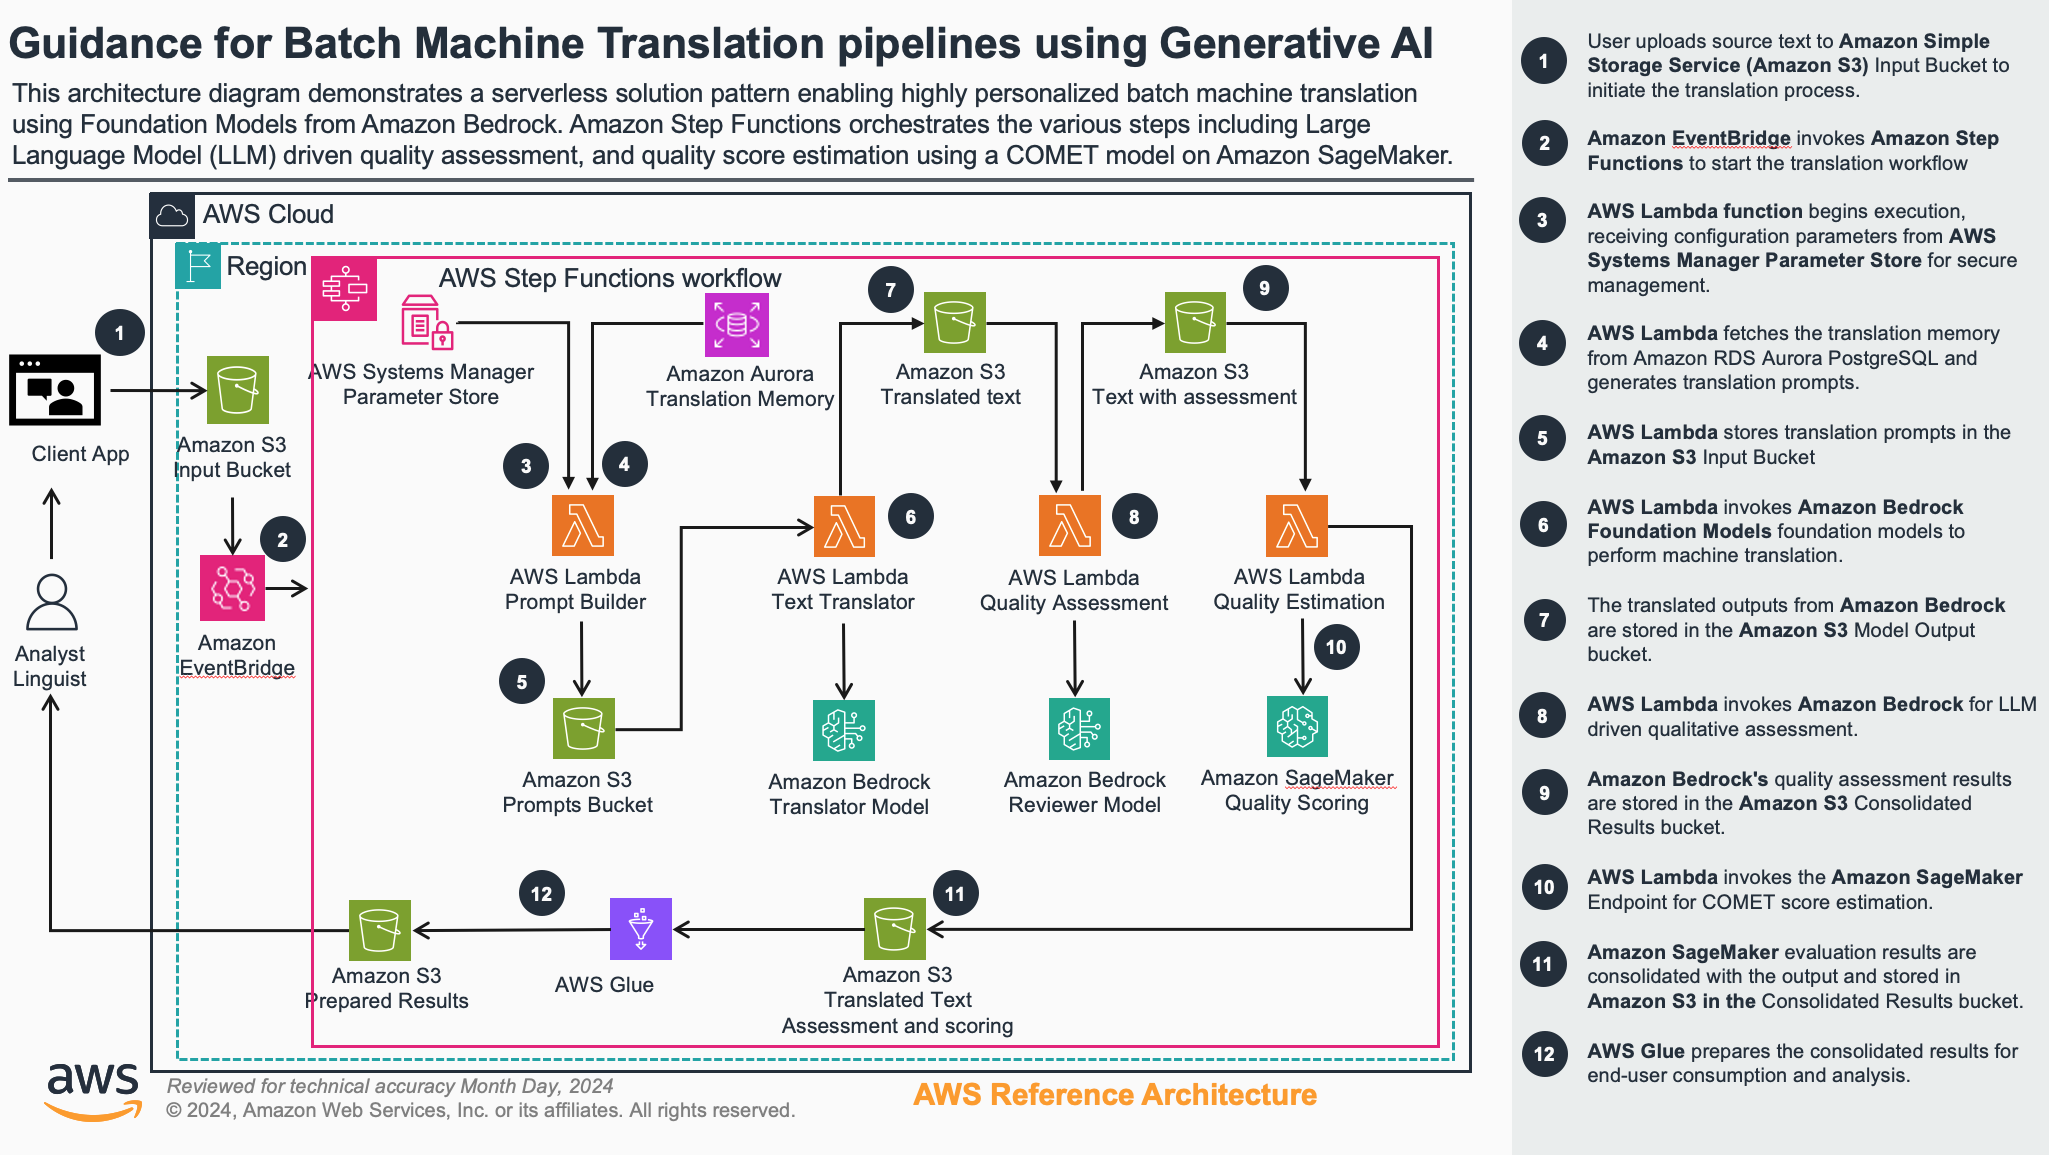 Guidance for Batch Machine Translation pipelines using Generative AI
This architecture diagram demonstrates a serverless solution pattern enabling highly personalized batch machine translation
using Foundation Models from Amazon Bedrock. Amazon Step Functions orchestrates the various steps including Large
Language Model (LLM) driven quality assessment, and quality score estimation using a COMET model on Amazon SageMaker.
AWS Cloud
Region
AWS Step Functions workflow
1
Client App
Amazon S3
Input Bucket
2
Amazon
EventBridge
Analyst
Linguist
AWS Systems Manager
Parameter Store
Amazon Aurora
Translation Memory
7
Amazon S3
Translated text
9
Amazon S3
Text with assessment
3
4
AWS Lambda
Prompt Builder
6
AWS Lambda
Text Translator
8
AWS Lambda
Quality Assessment
AWS Lambda
Quality Estimation
5
Amazon S3
Prompts Bucket
Amazon Bedrock
Translator Model
Amazon Bedrock
Reviewer Model
10
Amazon SageMaker
Quality Scoring
12
11
Amazon S3
Prepared Results
AWS Glue
Amazon S3
Translated Text
Assessment and scoring
aws
Reviewed for technical accuracy Month Day, 2024
© 2024, Amazon Web Services, Inc. or its affiliates. All rights reserved.
AWS Reference Architecture
1
User uploads source text to Amazon Simple
Storage Service (Amazon S3) Input Bucket to
initiate the translation process.
2
Amazon EventBridge invokes Amazon Step
Functions to start the translation workflow
3
AWS Lambda function begins execution,
receiving configuration parameters from AWS
Systems Manager Parameter Store for secure
management.
4
AWS Lambda fetches the translation memory
from Amazon RDS Aurora PostgreSQL and
generates translation prompts.
5
AWS Lambda stores translation prompts in the
Amazon S3 Input Bucket
6
AWS Lambda invokes Amazon Bedrock
Foundation Models foundation models to
perform machine translation.
7
The translated outputs from Amazon Bedrock
are stored in the Amazon S3 Model Output
bucket.
8
AWS Lambda invokes Amazon Bedrock for LLM
driven qualitative assessment.
9
Amazon Bedrock's quality assessment results
are stored in the Amazon S3 Consolidated
Results bucket.
10
AWS Lambda invokes the Amazon SageMaker
Endpoint for COMET score estimation.
11
Amazon SageMaker evaluation results are
consolidated with the output and stored in
Amazon S3 in the Consolidated Results bucket.
12
AWS Glue prepares the consolidated results for
end-user consumption and analysis.